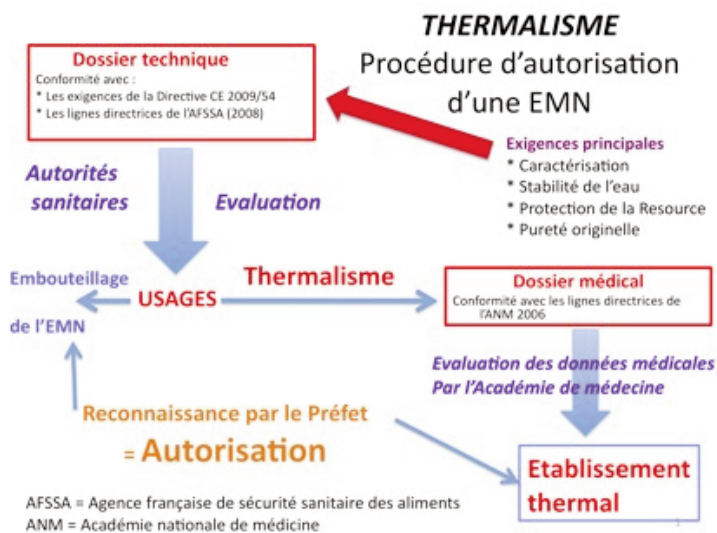 THERMALISME
Procédure d'autorisation
d'une EMN
Dossier technique
Conformité avec :
* Les exigences de la Directive CE 2009/54
* Les lignes directrices de l'AFSSA (2008)
Exigences principales
* Caractérisation
* Stabilité de l'eau
* Protection de la Resource
* Pureté originelle
Autorités
sanitaires
Evaluation
Embouteillage
de l'EMN
USAGES
Thermalisme
Dossier médical
Conformité avec les lignes directrices de
l'ANM 2006
Evaluation des données médicales
Par l'Académie de médecine
Reconnaissance par le Préfet
= Autorisation
Etablissement
thermal
AFSSA = Agence française de sécurité sanitaire des aliments
ANM = Académie nationale de médicine
1